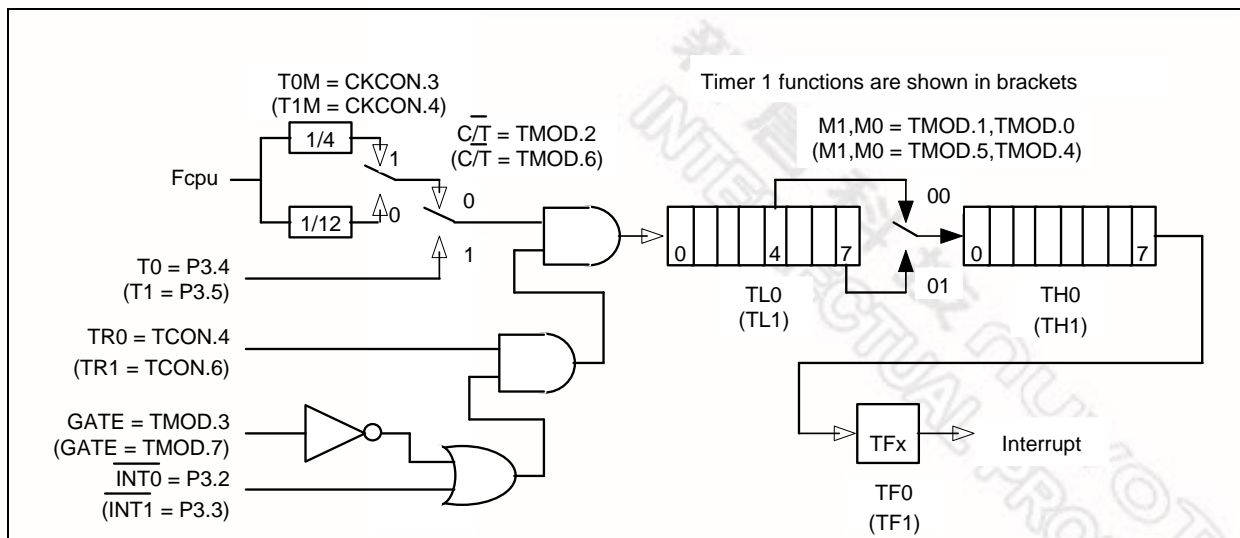 T0M = CKCON.3
(T1M = CKCON.4)
Timer 1 functions are shown in brackets
C/T̅ = TMOD.2
(C/T̅ = TMOD.6)
M1,M0 = TMOD.1,TMOD.0
(M1,M0 = TMOD.5,TMOD.4)
1/4
1
Fcpu
0
00
1/12
0
0
4
7
0
7
T0 = P3.4
1
01
(T1 = P3.5)
TL0
(TL1)
TH0
(TH1)
TR0 = TCON.4
(TR1 = TCON.6)
GATE = TMOD.3
(GATE = TMOD.7)
TFx
Interrupt
I̅N̅T̅0̅ = P3.2
(I̅N̅T̅1̅ = P3.3)
TF0
(TF1)